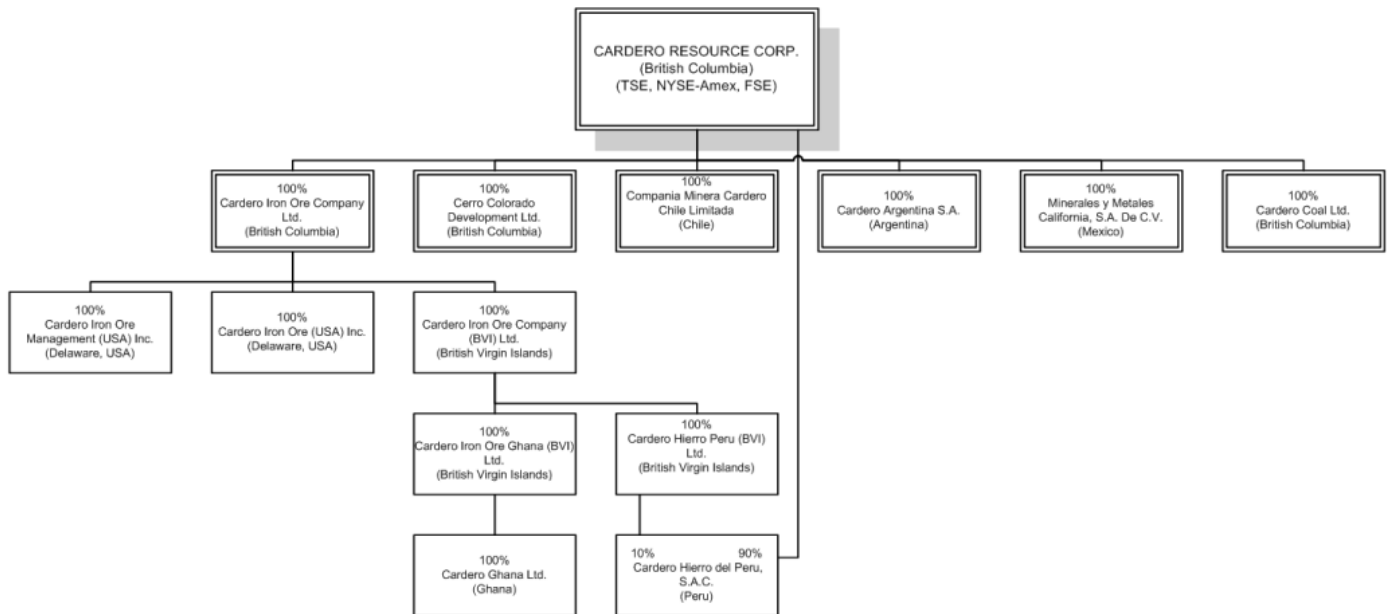 CARDERO RESOURCE CORP.
(British Columbia)
(TSE, NYSE-Amex, FSE)
100%
Cardero Iron Ore Company
Ltd.
(British Columbia)
100%
Cerro Colorado
Development Ltd.
(British Columbia)
100%
Compania Minera Cardero
Chile Limitada
(Chile)
100%
Cardero Argentina S.A.
(Argentina)
100%
Minerales y Metales
California, S.A. De C.V.
(Mexico)
100%
Cardero Coal Ltd.
(British Columbia)
100%
Cardero Iron Ore
Management (USA) Inc.
(Delaware, USA)
100%
Cardero Iron Ore (USA) Inc.
(Delaware, USA)
100%
Cardero Iron Ore Company
(BVI) Ltd.
(British Virgin Islands)
100%
Cardero Iron Ore Ghana (BVI)
Ltd.
(British Virgin Islands)
100%
Cardero Hierro Peru (BVI)
Ltd.
(British Virgin Islands)
100%
Cardero Ghana Ltd.
(Ghana)
10% 90%
Cardero Hierro del Peru,
S.A.C.
(Peru)